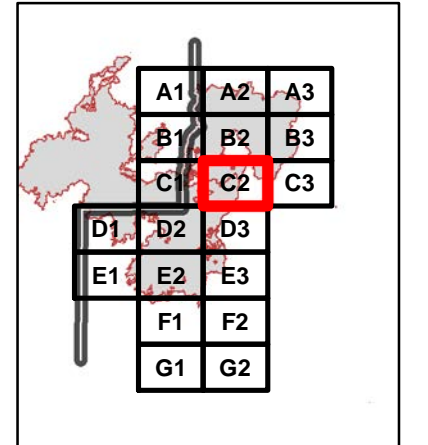 A1 A2 A3
B1 B2 B3
C1 C2 C3
D1 D2 D3
E1 E2 E3
F1 F2
G1 G2